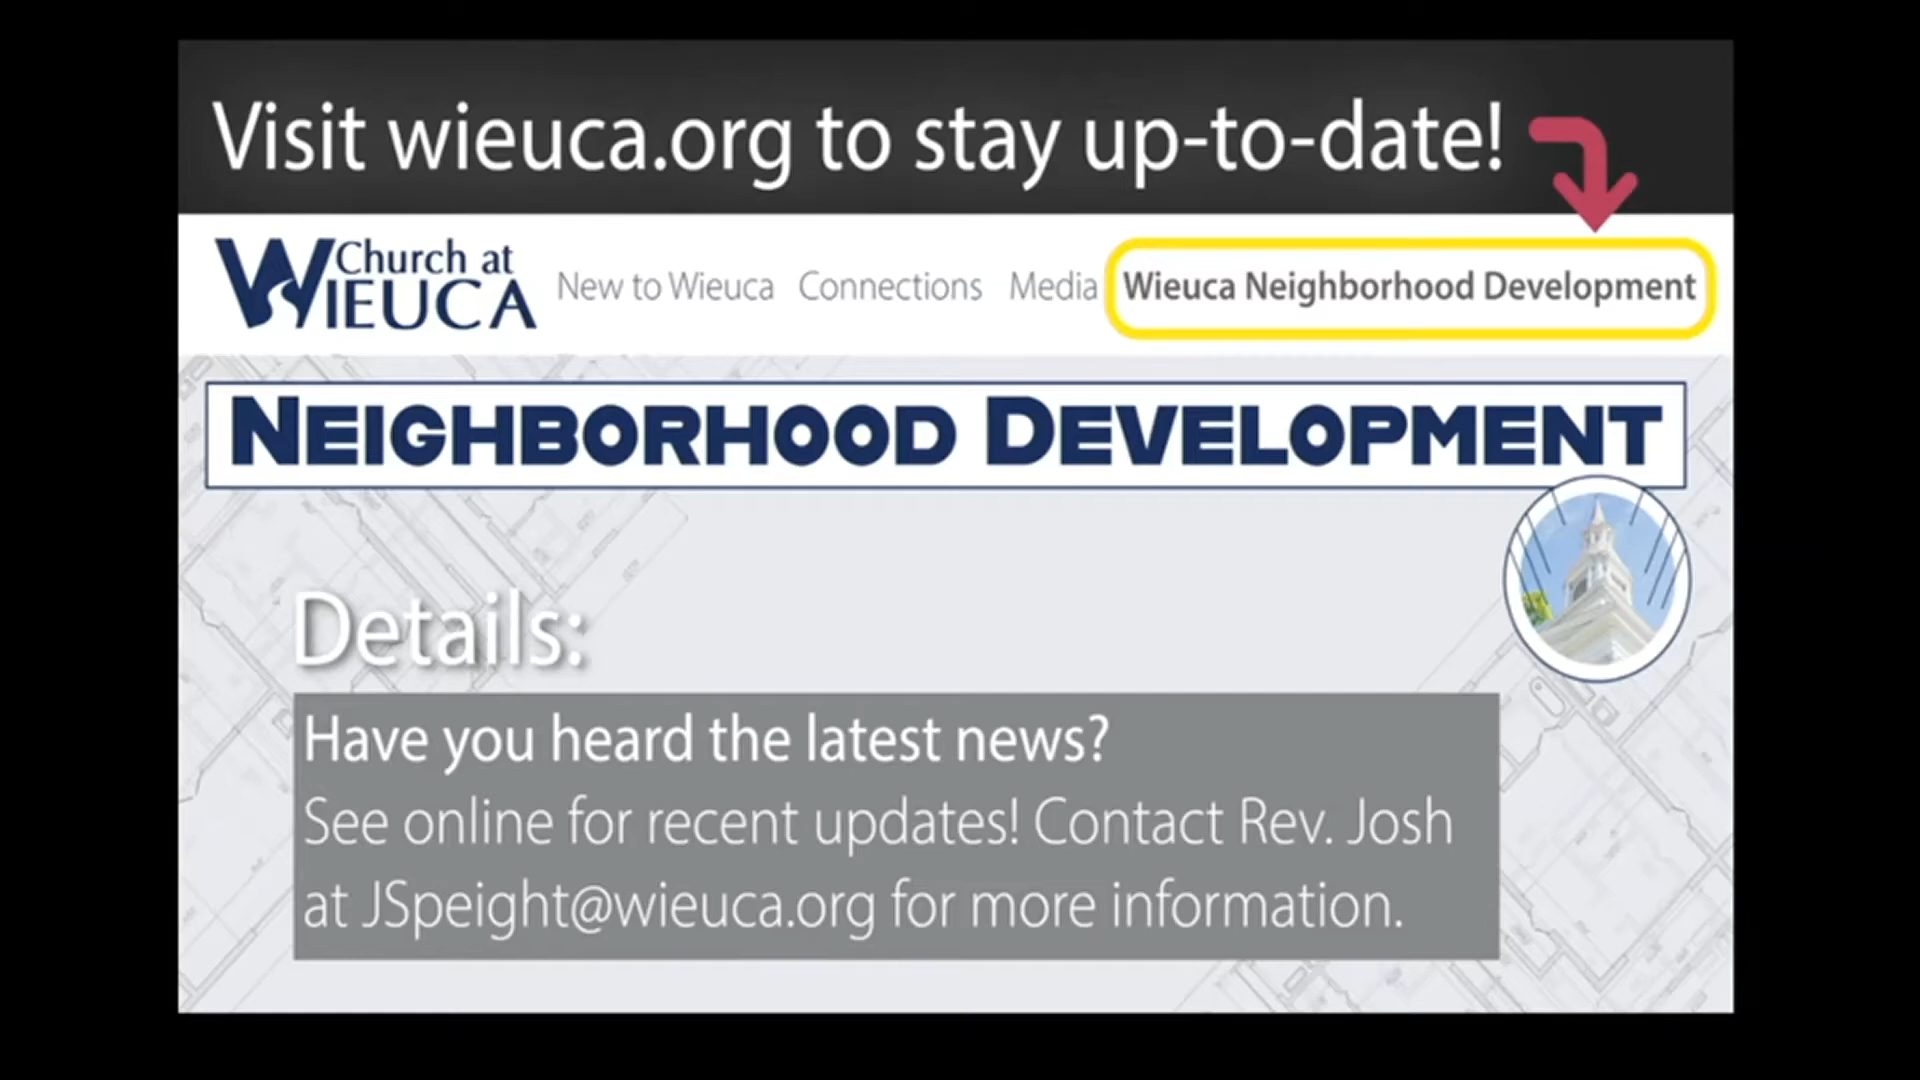 Visit wieuca.org to stay up-to-date!
Church at
WIEUCA
New to Wieuca Connections Media Wieuca Neighborhood Development
NEIGHBORHOOD DEVELOPMENT
Details:
Have you heard the latest news?
See online for recent updates! Contact Rev. Josh
at JSpeight@wieuca.org for more information.